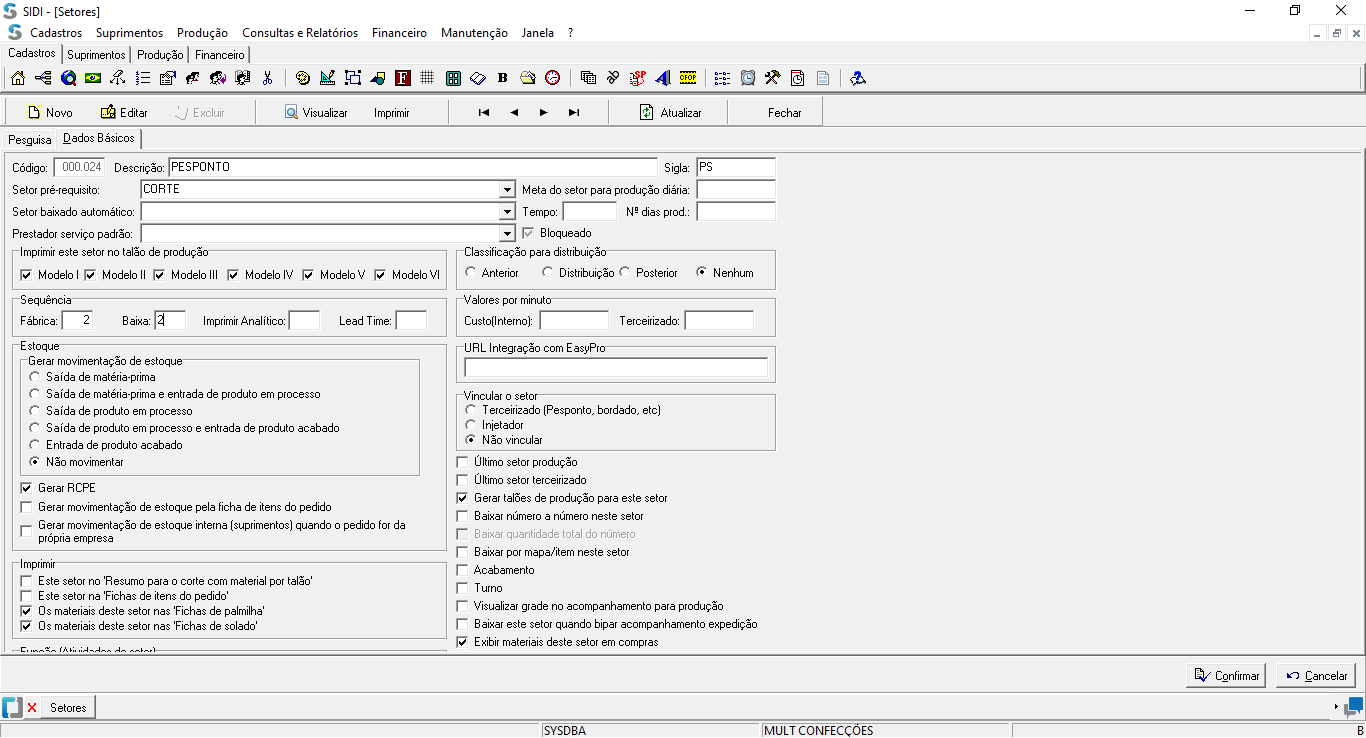 SIDI - [Setores]
Cadastros Suprimentos Produção Consultas e Relatórios Financeiro Manutenção Janela ?
Cadastros Suprimentos Produção Financeiro
F B SP CFOP
Novo Editar Excluir Visualizar Imprimir Atualizar Fechar
Pesquisa Dados Básicos
Código: 000.024 Descrição: PESPONTO Sigla: PS
Setor pré-requisito: CORTE Meta do setor para produção diária:
Setor baixado automático: Tempo: Nº dias prod.:
Prestador serviço padrão: Bloqueado
Imprimir este setor no talão de produção
Modelo I Modelo II Modelo III Modelo IV Modelo V Modelo VI
Classificação para distribuição
Anterior Distribuição Posterior Nenhum
Sequência
Fábrica: 2 Baixa: 2 Imprimir Analítico: Lead Time:
Valores por minuto
Custo(Interno): Terceirizado:
Estoque
Gerar movimentação de estoque
Saída de matéria-prima
Saída de matéria-prima e entrada de produto em processo
Saída de produto em processo
Saída de produto em processo e entrada de produto acabado
Entrada de produto acabado
Não movimentar
Gerar RCPE
Gerar movimentação de estoque pela ficha de itens do pedido
Gerar movimentação de estoque interna (suprimentos) quando o pedido for da
própria empresa
Imprimir
Este setor no 'Resumo para o corte com material por talão'
Este setor na 'Fichas de itens do pedido'
Os materiais deste setor nas 'Fichas de palmilha'
Os materiais deste setor nas 'Fichas de solado'
Função (Atividades do setor)
URL Integração com EasyPro
Vincular o setor
Terceirizado (Pesponto, bordado, etc)
Injetador
Não vincular
Último setor produção
Último setor terceirizado
Gerar talões de produção para este setor
Baixar número a número neste setor
Baixar quantidade total do número
Baixar por mapa/item neste setor
Acabamento
Turno
Visualizar grade no acompanhamento para produção
Baixar este setor quando bipar acompanhamento expedição
Exibir materiais deste setor em compras
Confirmar Cancelar
Setores
SYSDBA MULT CONFECÇÕES B